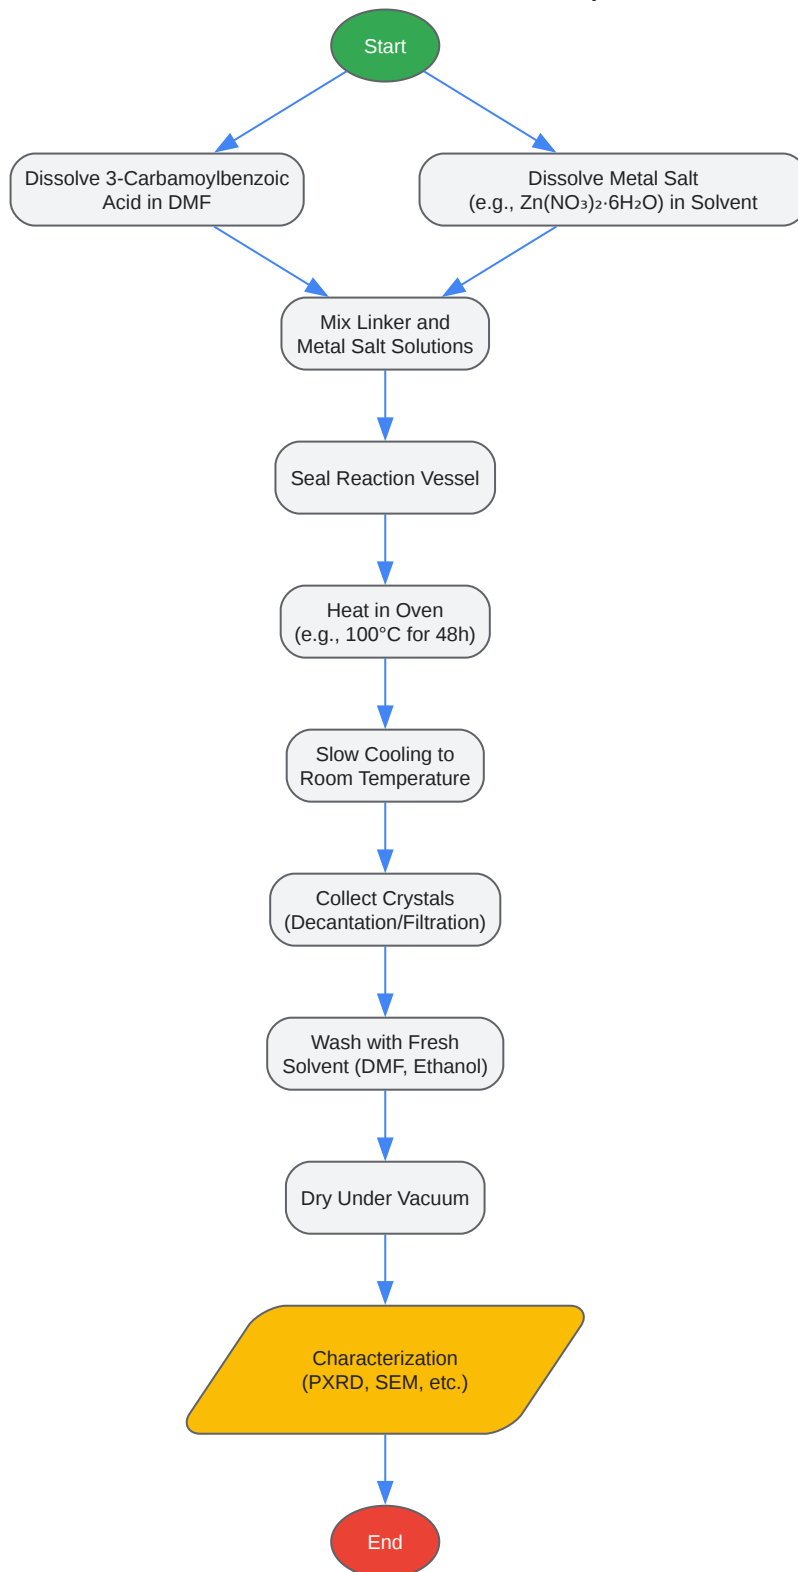 Start
Dissolve 3-Carbamoylbenzoic
Acid in DMF
Dissolve Metal Salt
(e.g., Zn(NO₃)₂·6H₂O) in Solvent
Mix Linker and
Metal Salt Solutions
Seal Reaction Vessel
Heat in Oven
(e.g., 100°C for 48h)
Slow Cooling to
Room Temperature
Collect Crystals
(Decantation/Filtration)
Wash with Fresh
Solvent (DMF, Ethanol)
Dry Under Vacuum
Characterization
(PXRD, SEM, etc.)
End